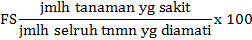 jmlh tanaman yg sakit
FS x 100
jmlh selruh tnmn yg diamati